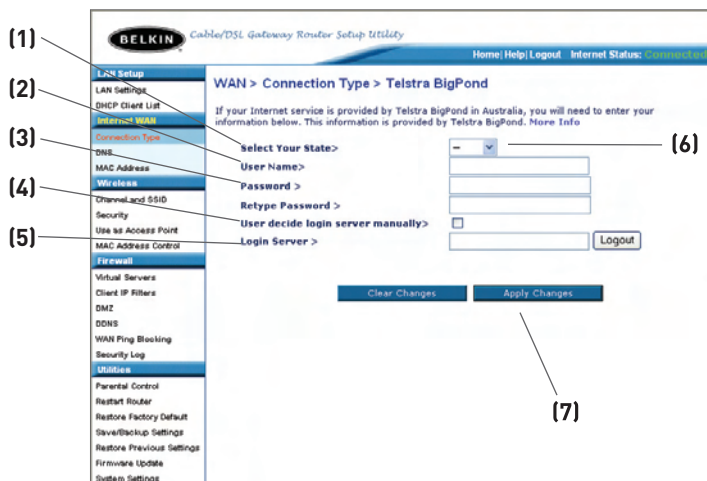 BELKIN Cable/DSL Gateway Router Setup Utility
Home| Help| Logout Internet Status: Connected
(1)
(2)
(3)
(4)
(5)
(6)
(7)
LAN Setup
LAN Settings
DHCP Client List
Internet WAN
Connection Type
DNS
MAC Address
Wireless
Channel and SSID
Security
Use as Access Point
MAC Address Control
Firewall
Virtual Servers
Client IP Filters
DMZ
DDNS
WAN Ping Blocking
Security Log
Utilities
Parental Control
Restart Router
Restore Factory Default
Save/Backup Settings
Restore Previous Settings
Firmware Update
System Settings
WAN > Connection Type > Telstra BigPond
If your Internet service is provided by Telstra BigPond in Australia, you will need to enter your
information below. This information is provided by Telstra BigPond. More Info
Select Your State> --
User Name>
Password >
Retype Password >
User decide login server manually>
Login Server > Logout
Clear Changes Apply Changes